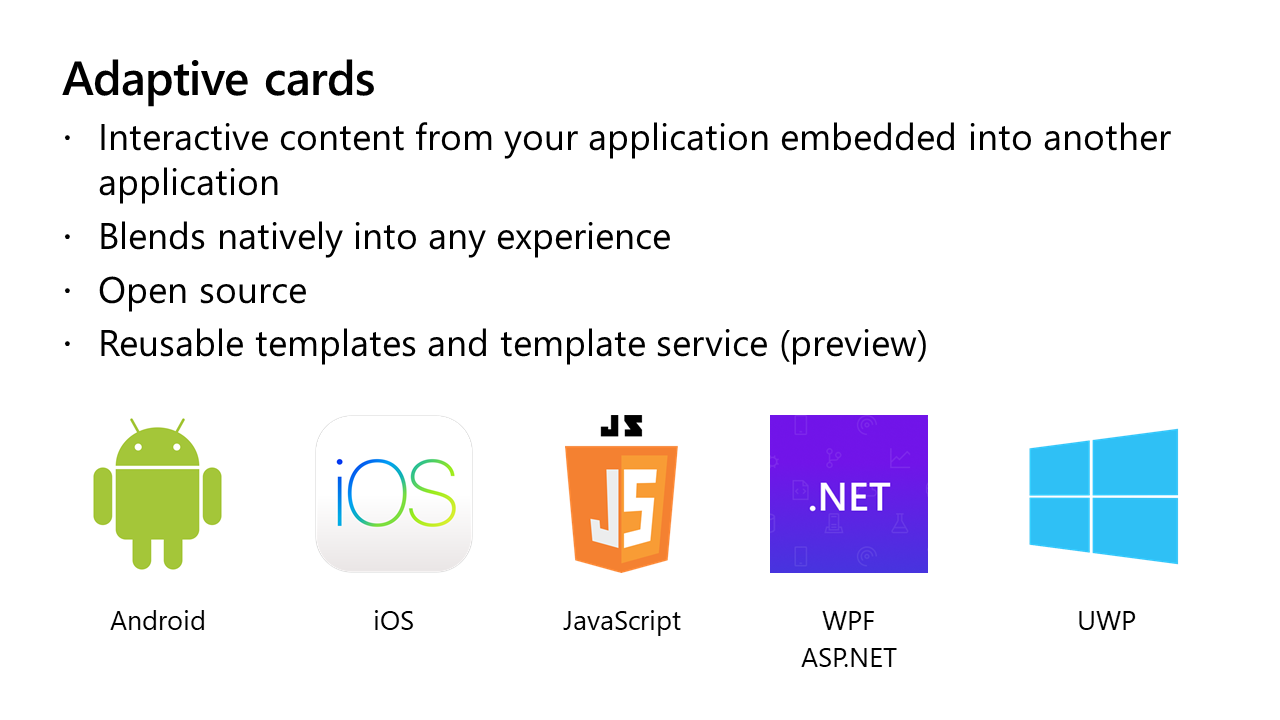 Adaptive cards
· Interactive content from your application embedded into another
application
· Blends natively into any experience
· Open source
· Reusable templates and template service (preview)
iOS
JS
JS
.NET
Android
iOS
JavaScript
WPF
ASP.NET
UWP